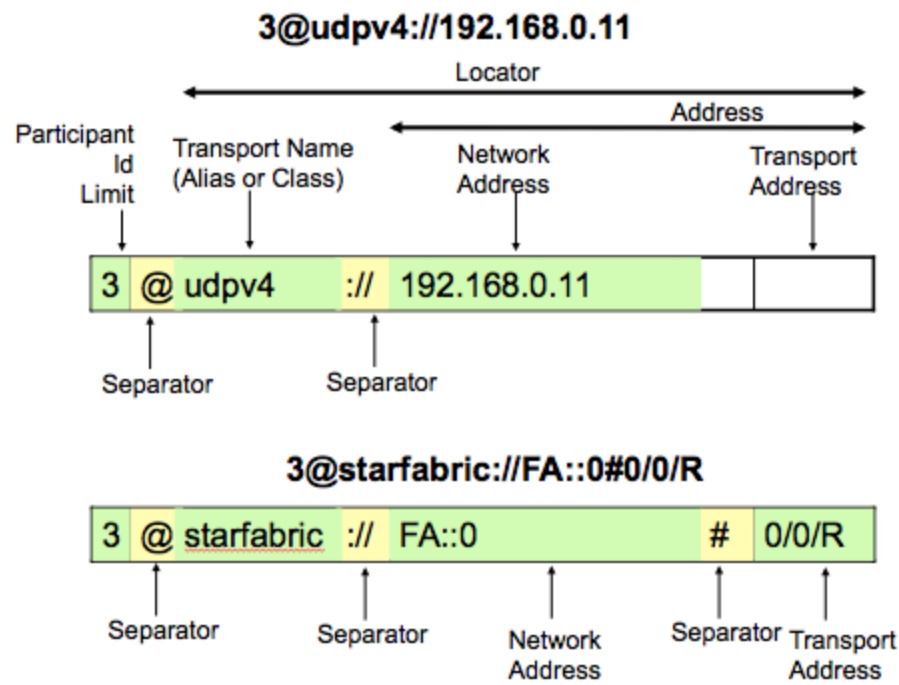 3@udpv4://192.168.0.11
Locator
Address
Participant
Id
Limit
Transport Name
(Alias or Class)
Network
Address
Transport
Address
3 @ udpv4 :// 192.168.0.11
Separator
Separator
3@starfabric://FA::0#0/0/R
3 @ starfabric :// FA::0 # 0/0/R
Separator
Separator
Network
Address
Separator
Transport
Address